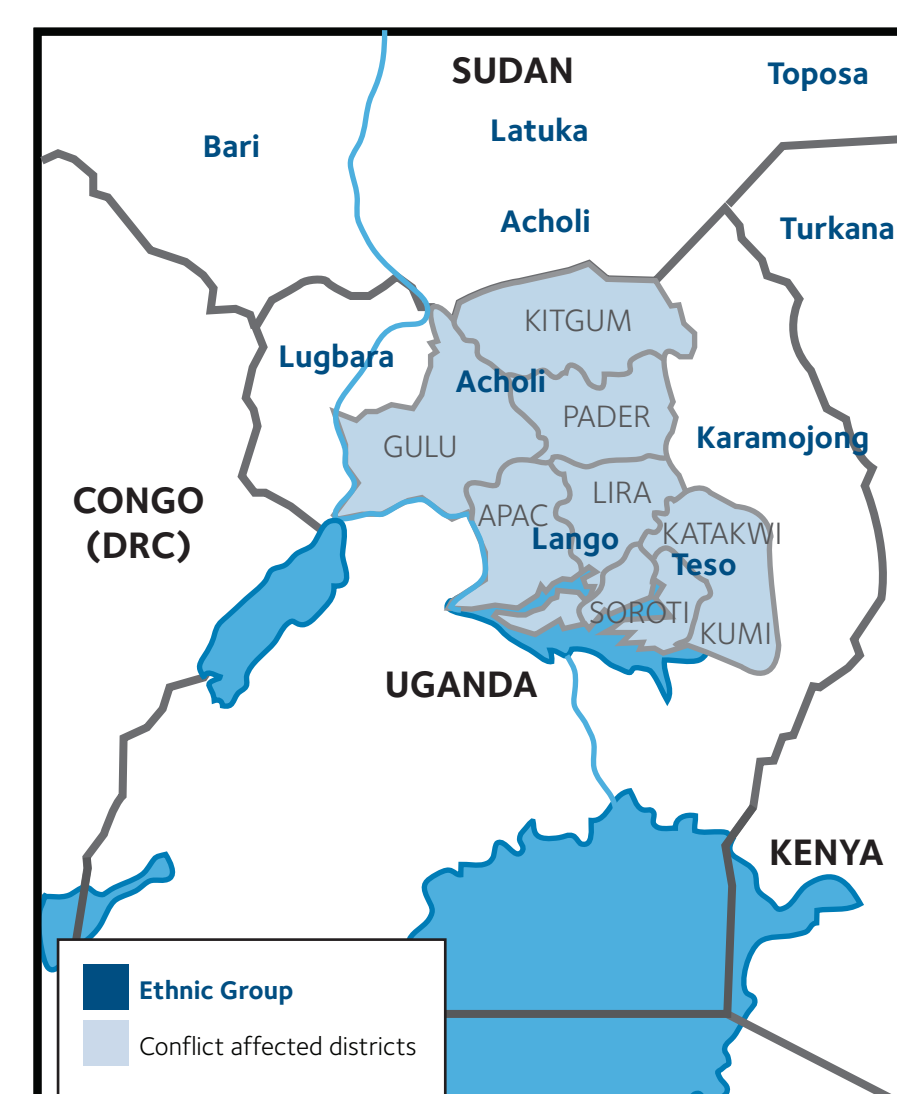 SUDAN
Toposa
Latuka
Bari
Acholi
Turkana
KITGUM
Lugbara
Acholi
PADER
Karamojong
GULU
CONGO
(DRC)
LIRA
APAC
KATAKWI
Lango
Teso
SOROTI
KUMI
UGANDA
KENYA
Ethnic Group
Conflict affected districts